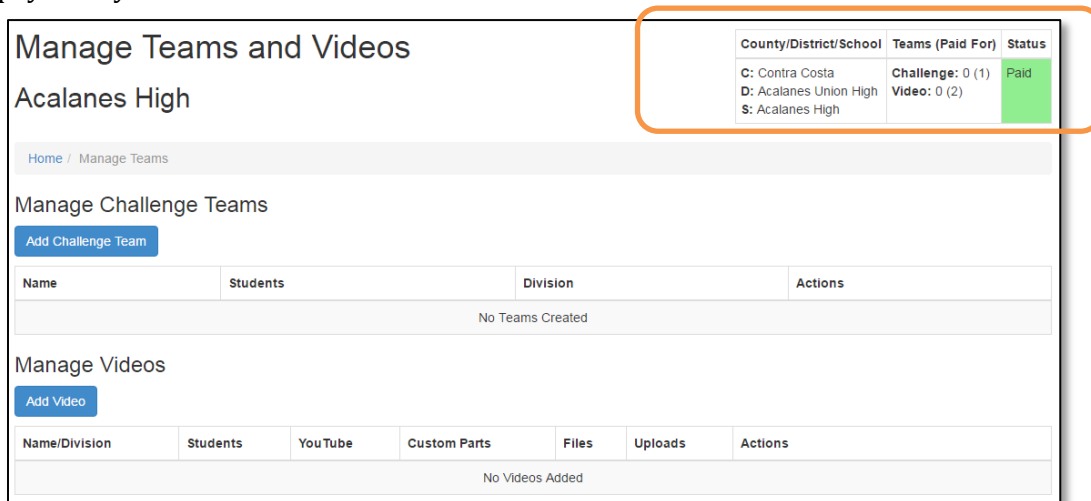 Manage Teams and Videos
Acalanes High
County/District/School Teams (Paid For) Status
C: Contra Costa Challenge: 0 (1) Paid
D: Acalanes Union High Video: 0 (2)
S: Acalanes High
Home / Manage Teams
Manage Challenge Teams
Add Challenge Team
Name Students Division Actions
No Teams Created
Manage Videos
Add Video
Name/Division Students YouTube Custom Parts Files Uploads Actions
No Videos Added